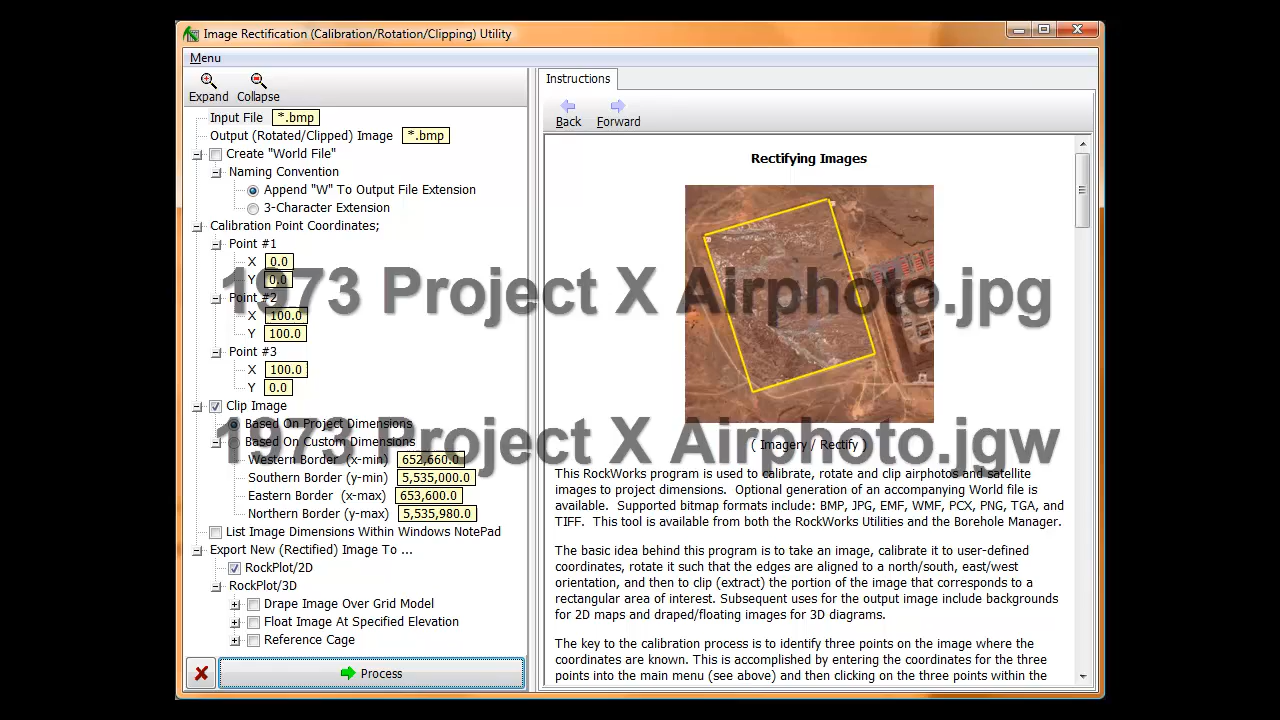 Image Rectification (Calibration/Rotation/Clipping) Utility
Menu
Expand Collapse
Input File *.bmp
Output (Rotated/Clipped) Image *.bmp
Create "World File"
Naming Convention
Append "W" To Output File Extension
3-Character Extension
Calibration Point Coordinates;
Point #1
X 0.0
Y 0.0
Point #2
X 100.0
Y 100.0
Point #3
X 100.0
Y 0.0
Clip Image
Based On Project Dimensions
Based On Custom Dimensions
Western Border (x-min) 652,660.0
Southern Border (y-min) 5,535,000.0
Eastern Border (x-max) 653,600.0
Northern Border (y-max) 5,535,980.0
List Image Dimensions Within Windows NotePad
Export New (Rectified) Image To ...
RockPlot/2D
RockPlot/3D
Drape Image Over Grid Model
Float Image At Specified Elevation
Reference Cage
Process
Instructions
Back Forward
Rectifying Images
( Imagery / Rectify )
This RockWorks program is used to calibrate, rotate and clip airphotos and satellite
images to project dimensions. Optional generation of an accompanying World file is
available. Supported bitmap formats include: BMP, JPG, EMF, WMF, PCX, PNG, TGA, and
TIFF. This tool is available from both the RockWorks Utilities and the Borehole Manager.
The basic idea behind this program is to take an image, calibrate it to user-defined
coordinates, rotate it such that the edges are aligned to a north/south, east/west
orientation, and then to clip (extract) the portion of the image that corresponds to a
rectangular area of interest. Subsequent uses for the output image include backgrounds
for 2D maps and draped/floating images for 3D diagrams.
The key to the calibration process is to identify three points on the image where the
coordinates are known. This is accomplished by entering the coordinates for the three
points into the main menu (see above) and then clicking on the three points within the
1973 Project X Airphoto.jpg
1973 Project X Airphoto.jgw